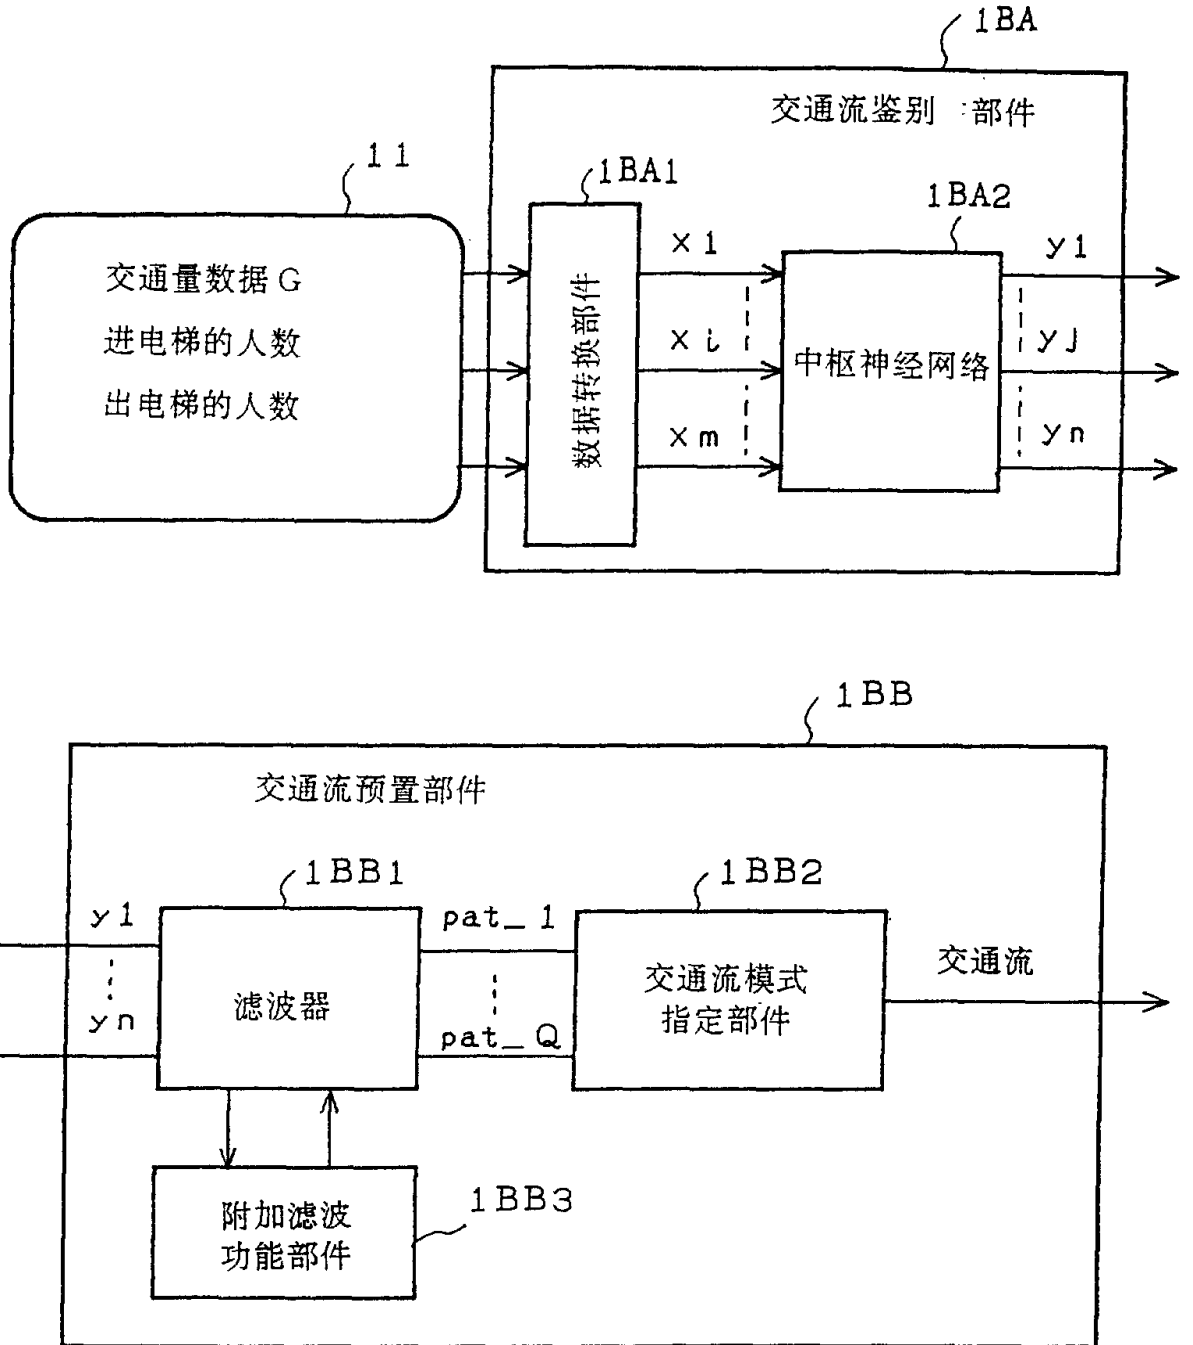 1BA
交通流鉴别 部件
11
1BA1
1BA2
交通量数据G
进电梯的人数
出电梯的人数
数据转换部件
x1
xi
xm
中枢神经网络
y1
yj
yn
1BB
交通流预置部件
1BB1
1BB2
y1
yn
滤波器
pat_1
pat_Q
交通流模式
指定部件
交通流
附加滤波
功能部件
1BB3